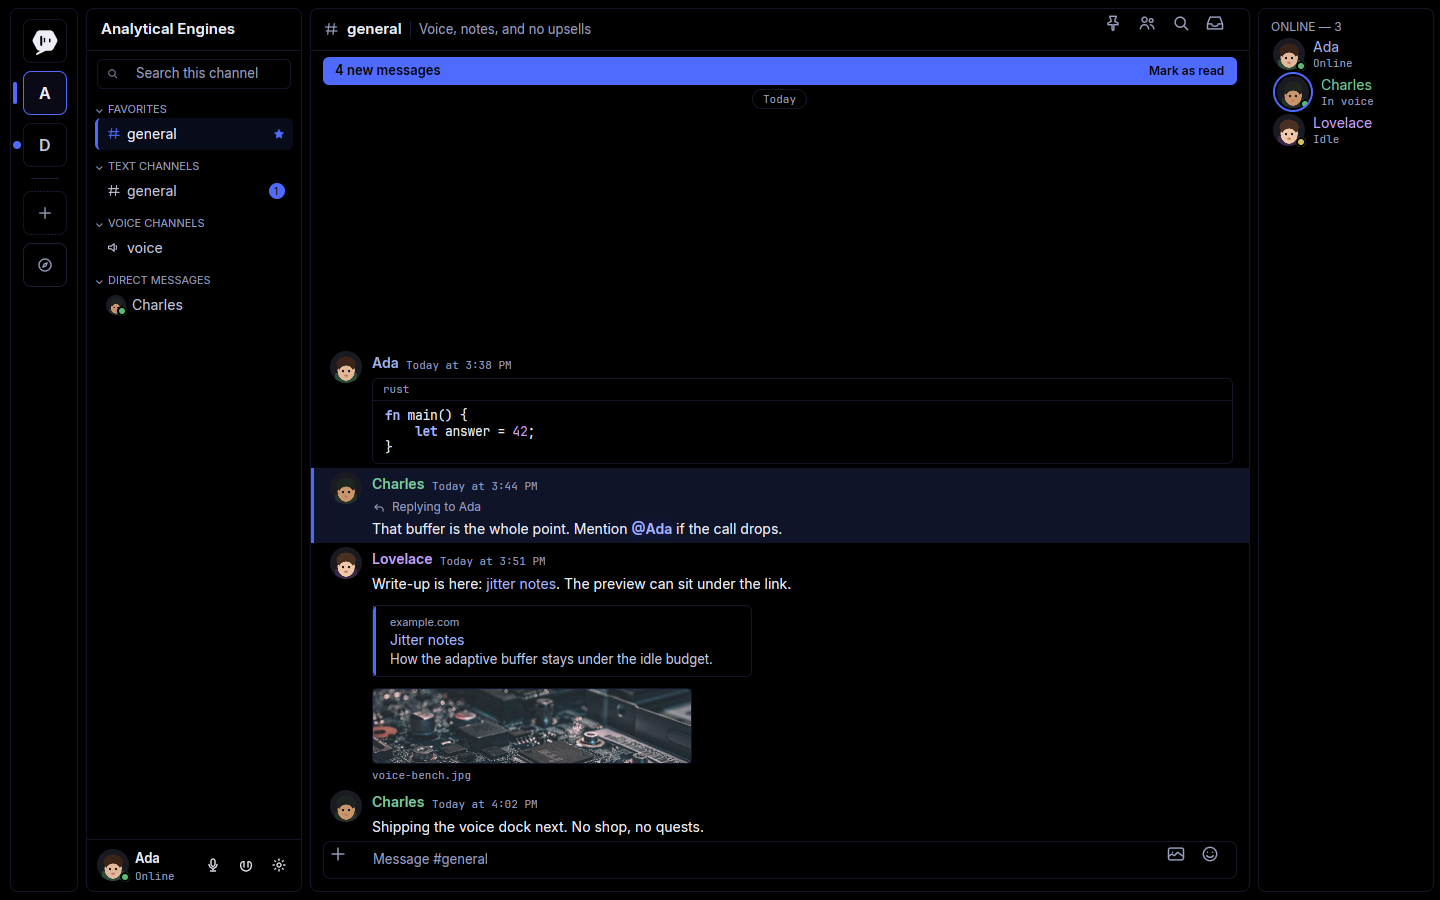 A
D
Analytical Engines
Search this channel
FAVORITES
general
TEXT CHANNELS
general
1
VOICE CHANNELS
voice
DIRECT MESSAGES
Charles
Ada
Online
general
Voice, notes, and no upsells
4 new messages
Mark as read
Today
Ada Today at 3:38 PM
rust
fn main() {
    let answer = 42;
}
Charles Today at 3:44 PM
Replying to Ada
That buffer is the whole point. Mention @Ada if the call drops.
Lovelace Today at 3:51 PM
Write-up is here: jitter notes. The preview can sit under the link.
example.com
Jitter notes
How the adaptive buffer stays under the idle budget.
voice-bench.jpg
Charles Today at 4:02 PM
Shipping the voice dock next. No shop, no quests.
Message #general
ONLINE — 3
Ada
Online
Charles
In voice
Lovelace
Idle